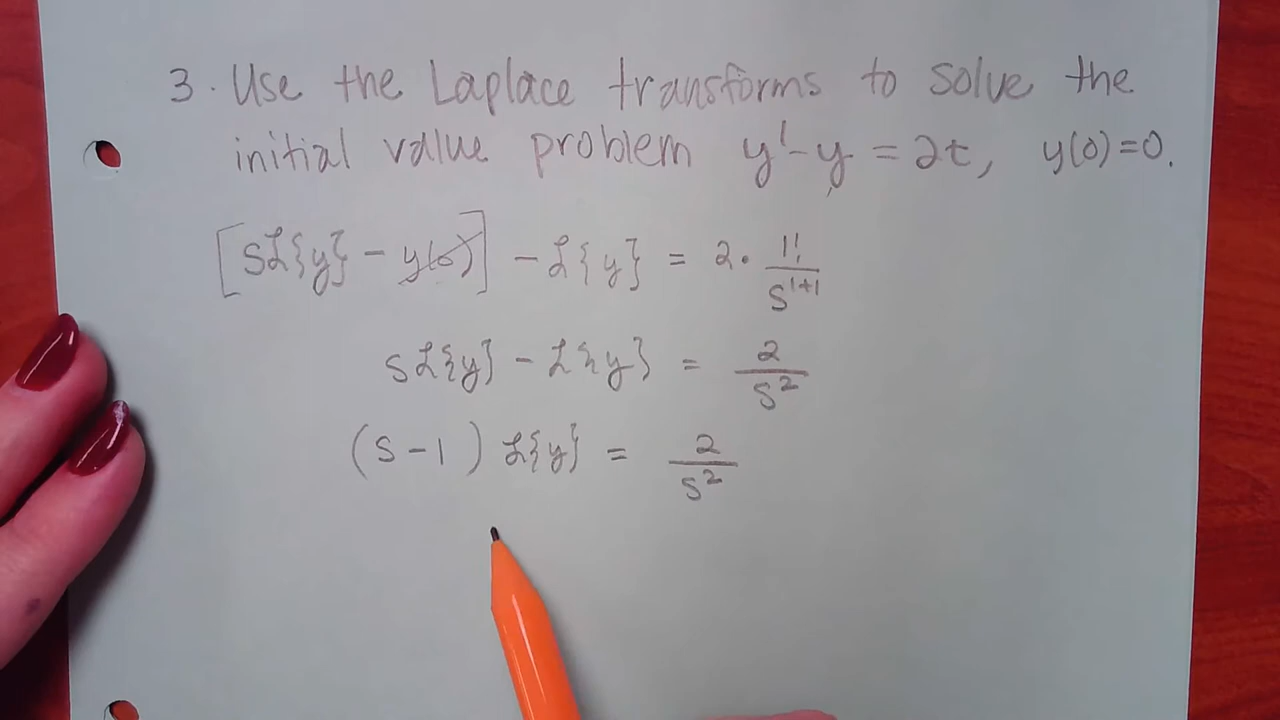 3. Use the Laplace transforms to solve the
initial value problem y' - y = 2t, y(0)=0.
[sℒ{y} - y(0)] - ℒ{y} = 2 · 1!/s^{1+1}
sℒ{y} - ℒ{y} = 2/s²
(s-1) ℒ{y} = 2/s²